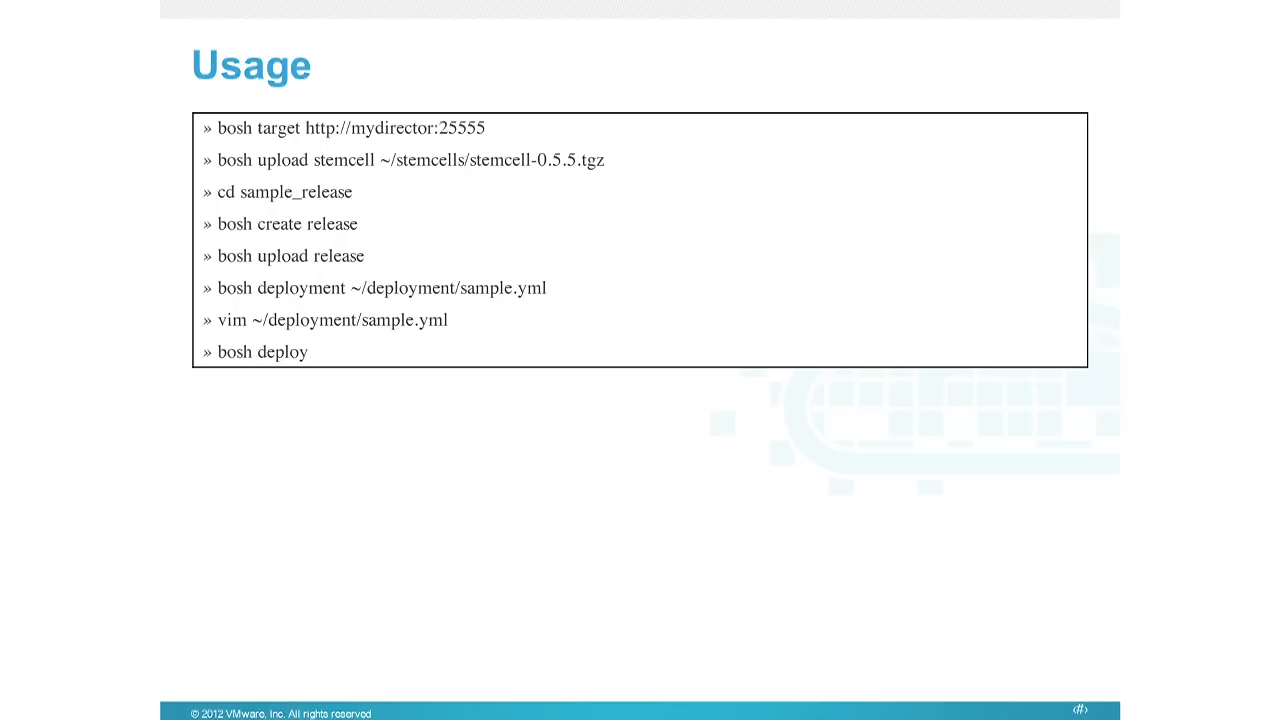 Usage
» bosh target http://mydirector:25555
» bosh upload stemcell ~/stemcells/stemcell-0.5.5.tgz
» cd sample_release
» bosh create release
» bosh upload release
» bosh deployment ~/deployment/sample.yml
» vim ~/deployment/sample.yml
» bosh deploy
© 2012 VMware, Inc. All rights reserved
‹#›